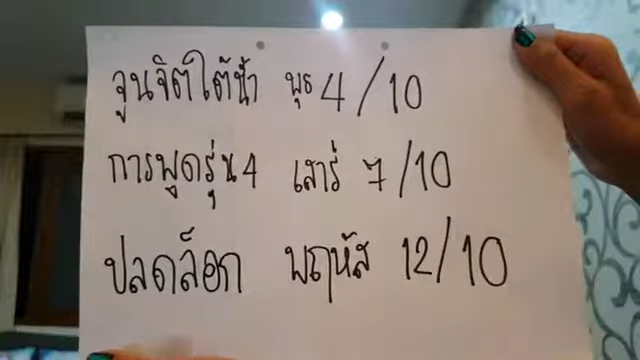 จูนจิตใต้น้ำ พุธ 4/10
การพูดรุ่น 4 เสาร์ 7/10
ปลดล็อก พฤหัส 12/10